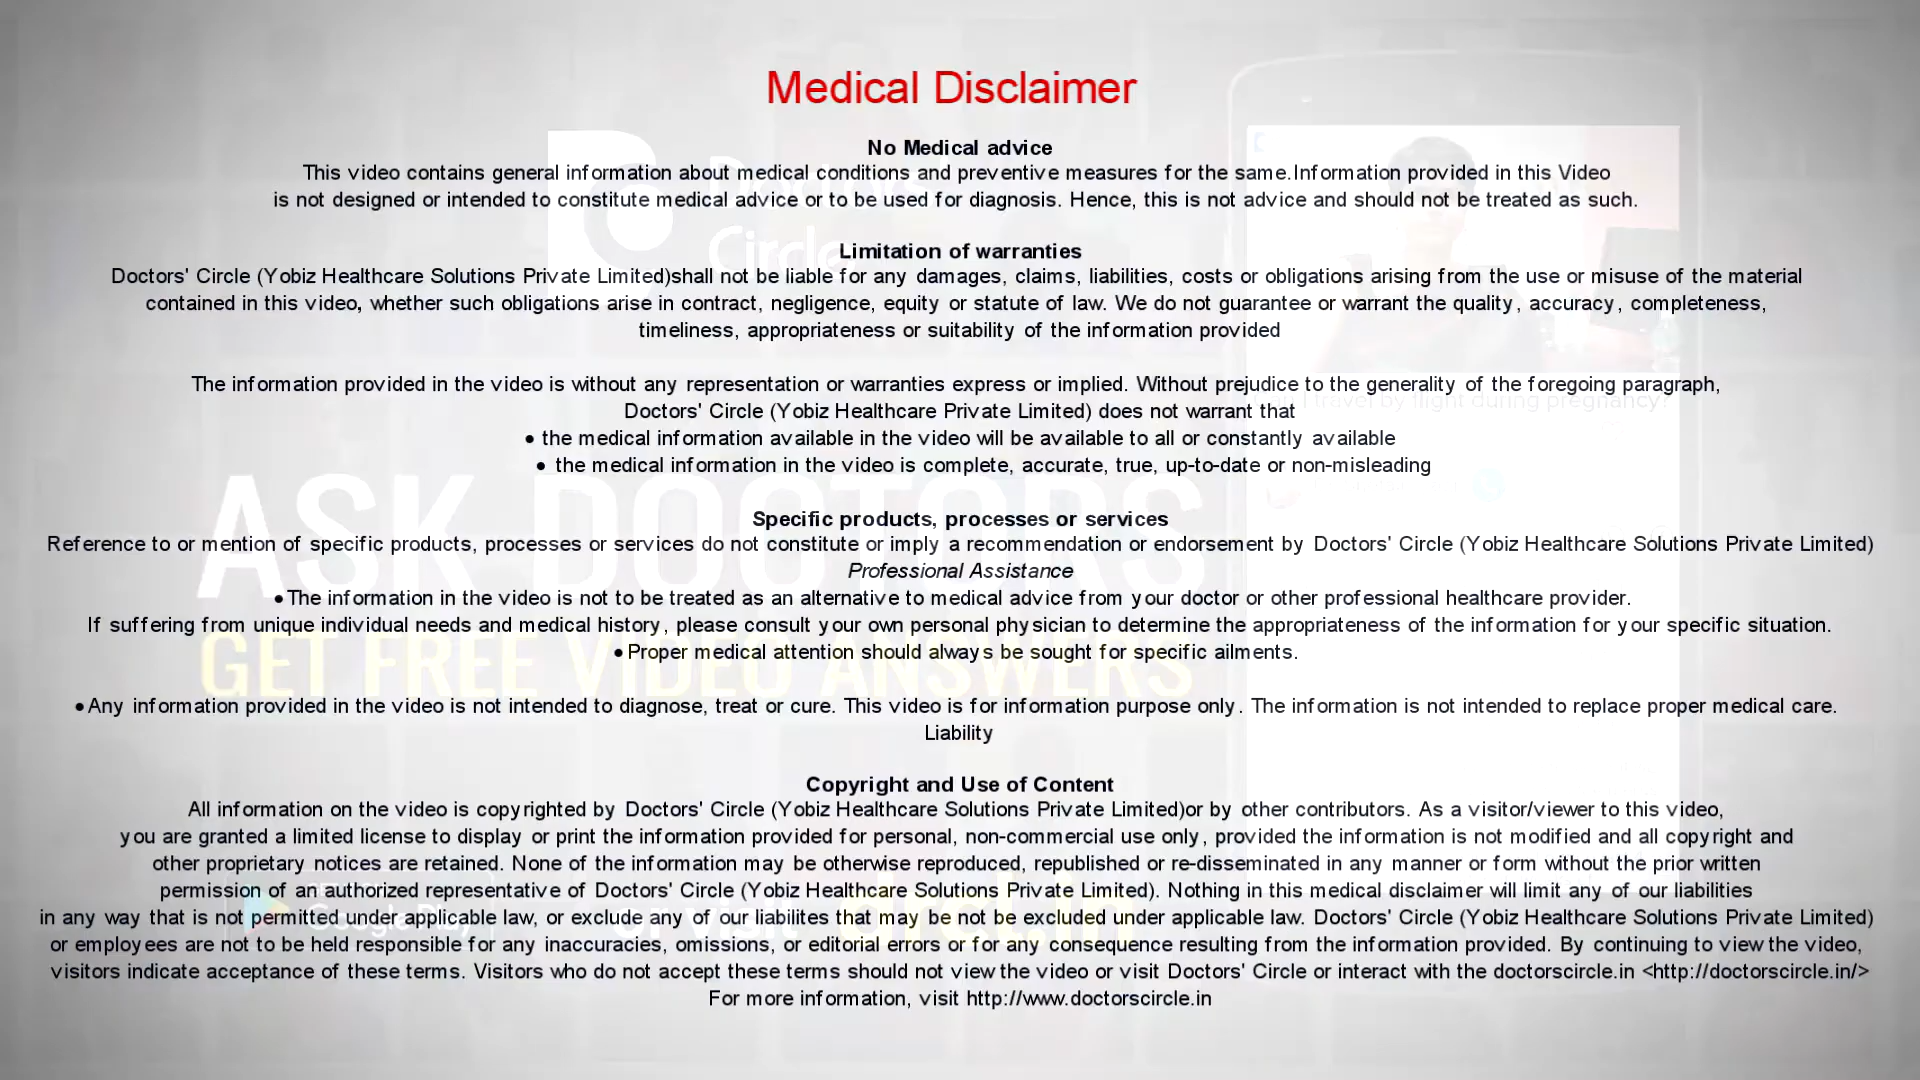 Medical Disclaimer
No Medical advice
This video contains general information about medical conditions and preventive measures for the same.Information provided in this Video
is not designed or intended to constitute medical advice or to be used for diagnosis. Hence, this is not advice and should not be treated as such.
Doctors'
Circle
Limitation of warranties
Doctors' Circle (Yobiz Healthcare Solutions Private Limited)shall not be liable for any damages, claims, liabilities, costs or obligations arising from the use or misuse of the material
contained in this video, whether such obligations arise in contract, negligence, equity or statute of law. We do not guarantee or warrant the quality, accuracy, completeness,
timeliness, appropriateness or suitability of the information provided
The information provided in the video is without any representation or warranties express or implied. Without prejudice to the generality of the foregoing paragraph,
Can I travel by flight during pregnancy?
Doctors' Circle (Yobiz Healthcare Private Limited) does not warrant that
• the medical information available in the video will be available to all or constantly available
• the medical information in the video is complete, accurate, true, up-to-date or non-misleading
ASK DOCTORS
Specific products, processes or services
Reference to or mention of specific products, processes or services do not constitute or imply a recommendation or endorsement by Doctors' Circle (Yobiz Healthcare Solutions Private Limited)
Professional Assistance
•The information in the video is not to be treated as an alternative to medical advice from your doctor or other professional healthcare provider.
If suffering from unique individual needs and medical history, please consult your own personal physician to determine the appropriateness of the information for your specific situation.
GET FREE VIDEO ANSWERS
•Proper medical attention should always be sought for specific ailments.
•Any information provided in the video is not intended to diagnose, treat or cure. This video is for information purpose only. The information is not intended to replace proper medical care.
Liability
Copyright and Use of Content
All information on the video is copyrighted by Doctors' Circle (Yobiz Healthcare Solutions Private Limited)or by other contributors. As a visitor/viewer to this video,
you are granted a limited license to display or print the information provided for personal, non-commercial use only, provided the information is not modified and all copyright and
other proprietary notices are retained. None of the information may be otherwise reproduced, republished or re-disseminated in any manner or form without the prior written
permission of an authorized representative of Doctors' Circle (Yobiz Healthcare Solutions Private Limited). Nothing in this medical disclaimer will limit any of our liabilities
in any way that is not permitted under applicable law, or exclude any of our liabilites that may be not be excluded under applicable law. Doctors' Circle (Yobiz Healthcare Solutions Private Limited)
Google Play
or visit drcl.in
or employees are not to be held responsible for any inaccuracies, omissions, or editorial errors or for any consequence resulting from the information provided. By continuing to view the video,
visitors indicate acceptance of these terms. Visitors who do not accept these terms should not view the video or visit Doctors' Circle or interact with the doctorscircle.in <http://doctorscircle.in/>
For more information, visit http://www.doctorscircle.in